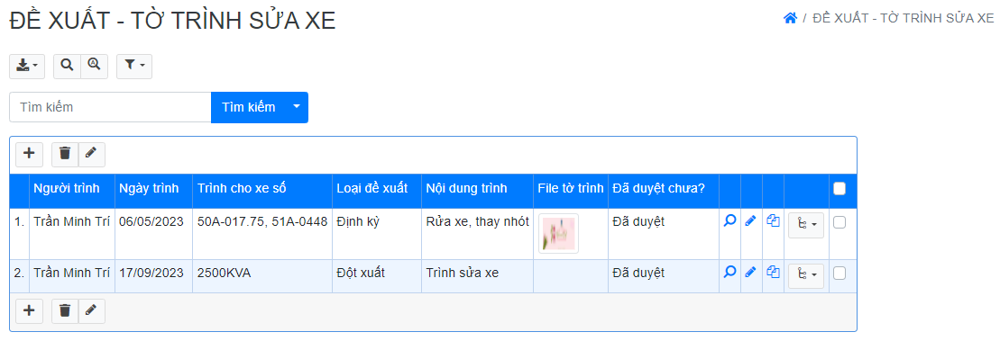 ĐỀ XUẤT - TỜ TRÌNH SỬA XE
/ ĐỀ XUẤT - TỜ TRÌNH SỬA XE
Tìm kiếm Tìm kiếm
Người trình Ngày trình Trình cho xe số Loại đề xuất Nội dung trình File tờ trình Đã duyệt chưa?
1. Trần Minh Trí 06/05/2023 50A-017.75, 51A-0448 Định kỳ Rửa xe, thay nhót Đã duyệt
2. Trần Minh Trí 17/09/2023 2500KVA Đột xuất Trình sửa xe Đã duyệt